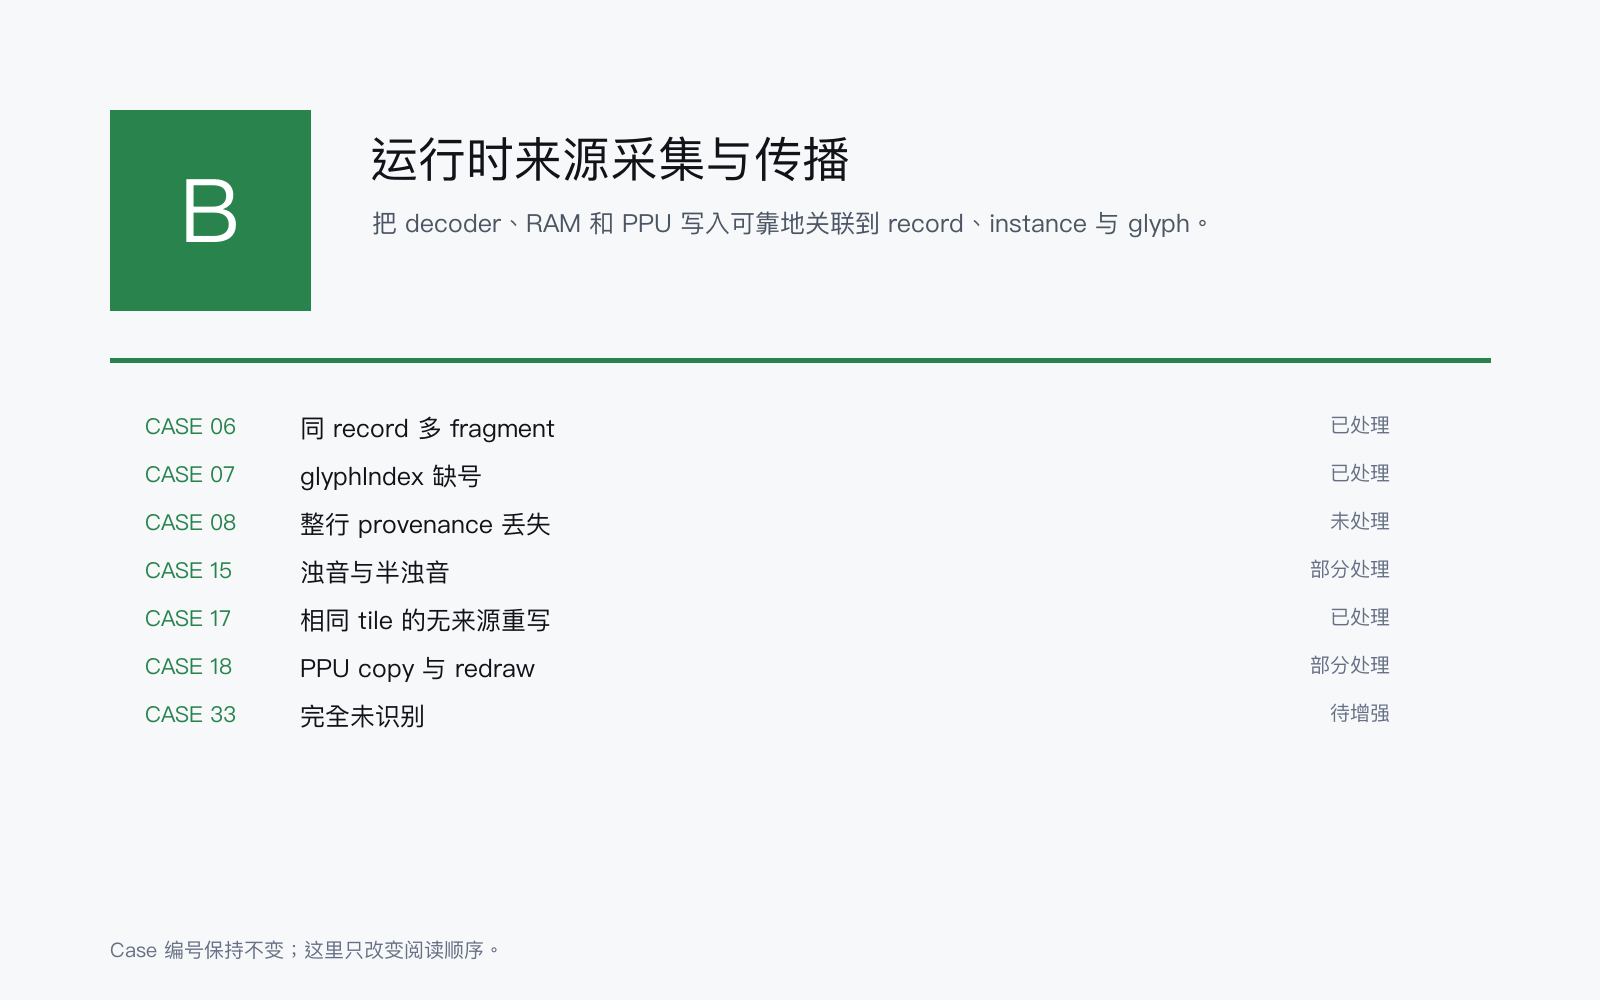 B
运行时来源采集与传播
把 decoder、RAM 和 PPU 写入可靠地关联到 record、instance 与 glyph。
CASE 06 同 record 多 fragment 已处理
CASE 07 glyphIndex 缺号 已处理
CASE 08 整行 provenance 丢失 未处理
CASE 15 浊音与半浊音 部分处理
CASE 17 相同 tile 的无来源重写 已处理
CASE 18 PPU copy 与 redraw 部分处理
CASE 33 完全未识别 待增强
Case 编号保持不变；这里只改变阅读顺序。